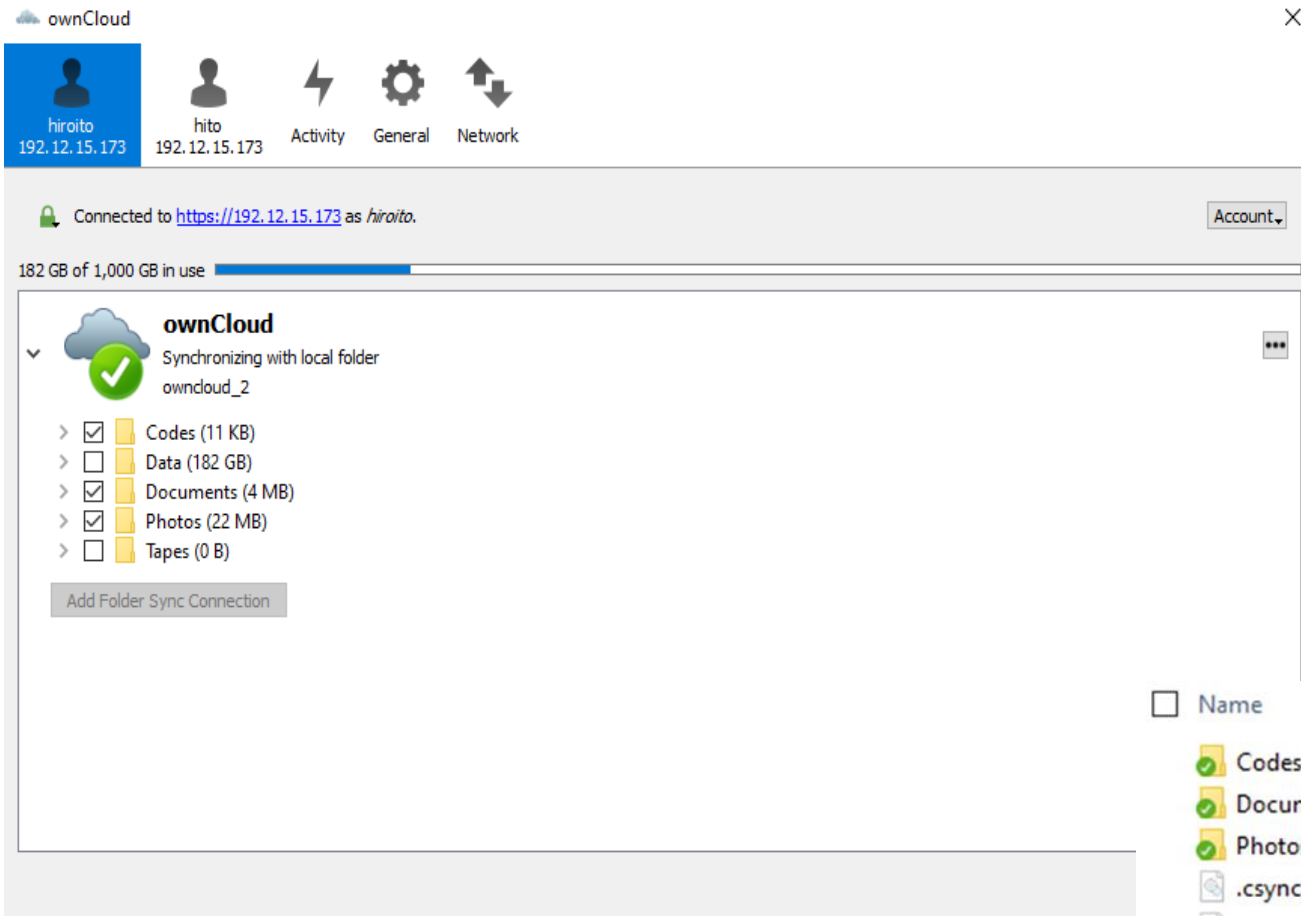 ownCloud
hiroito
192.12.15.173
hito
192.12.15.173
Activity
General
Network
Connected to https://192.12.15.173 as hiroito.
Account
182 GB of 1,000 GB in use
ownCloud
Synchronizing with local folder
owncloud_2
Codes (11 KB)
Data (182 GB)
Documents (4 MB)
Photos (22 MB)
Tapes (0 B)
Add Folder Sync Connection
Name
Codes
Docur
Photo
.csync